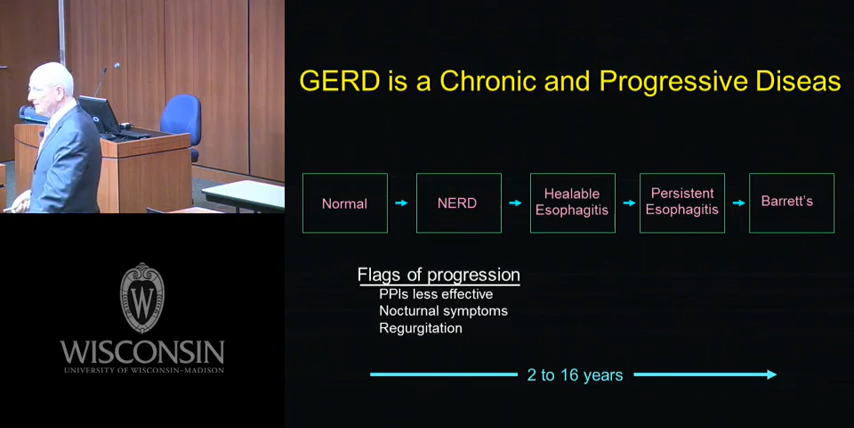 GERD is a Chronic and Progressive Diseas
Normal
NERD
Healable
Esophagitis
Persistent
Esophagitis
Barrett's
Flags of progression
PPIs less effective
Nocturnal symptoms
Regurgitation
2 to 16 years
W
WISCONSIN
UNIVERSITY OF WISCONSIN–MADISON